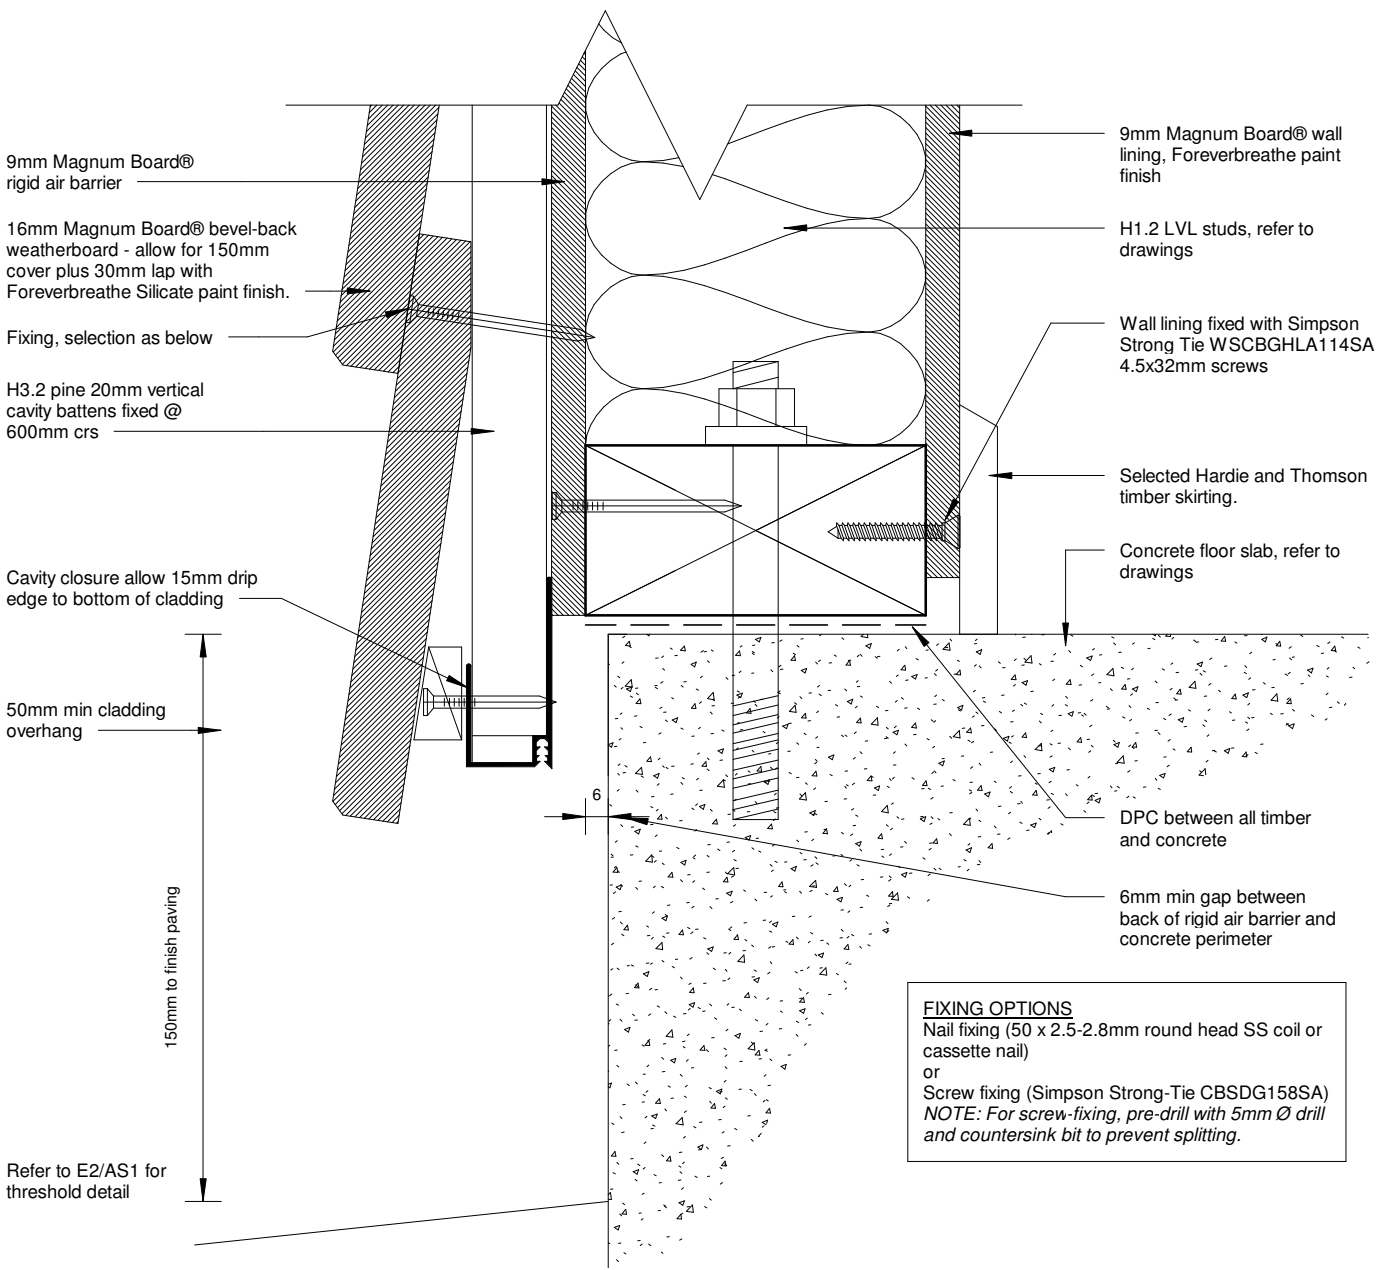 9mm Magnum Board®
rigid air barrier
16mm Magnum Board® bevel-back
weatherboard - allow for 150mm
cover plus 30mm lap with
Foreverbreathe Silicate paint finish.
Fixing, selection as below
H3.2 pine 20mm vertical
cavity battens fixed @
600mm crs
Cavity closure allow 15mm drip
edge to bottom of cladding
50mm min cladding
overhang
150mm to finish paving
Refer to E2/AS1 for
threshold detail
6
9mm Magnum Board® wall
lining, Foreverbreathe paint
finish
H1.2 LVL studs, refer to
drawings
Wall lining fixed with Simpson
Strong Tie WSCBGHLA114SA
4.5x32mm screws
Selected Hardie and Thomson
timber skirting.
Concrete floor slab, refer to
drawings
DPC between all timber
and concrete
6mm min gap between
back of rigid air barrier and
concrete perimeter
FIXING OPTIONS
Nail fixing (50 x 2.5-2.8mm round head SS coil or
cassette nail)
or
Screw fixing (Simpson Strong-Tie CBSDG158SA)
NOTE: For screw-fixing, pre-drill with 5mm Ø drill
and countersink bit to prevent splitting.